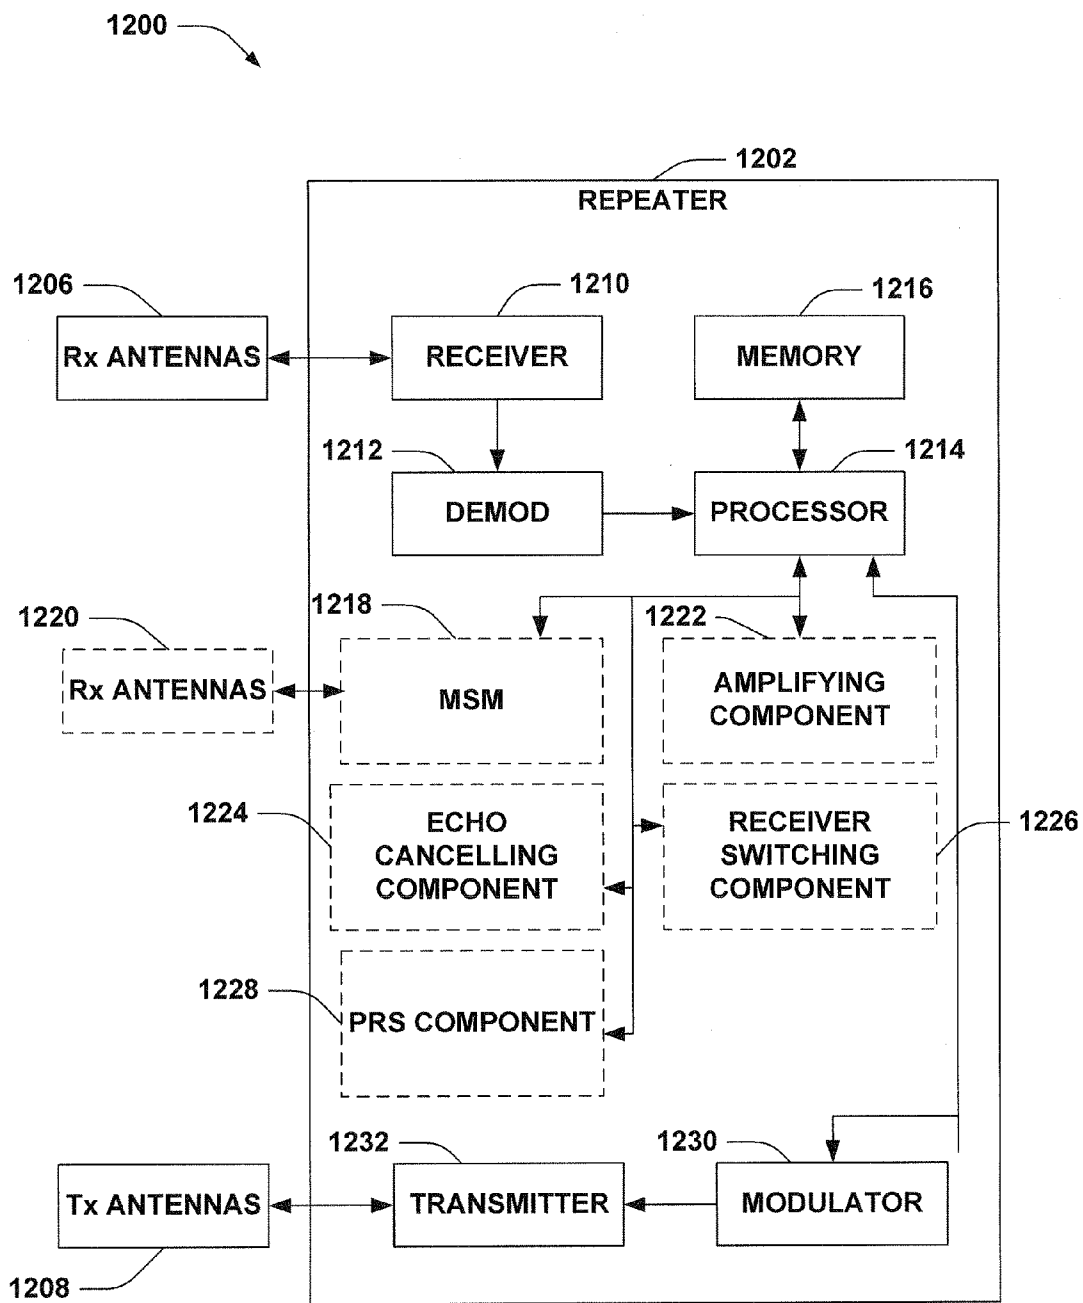 1200
1202
REPEATER
1206
1210
1216
Rx ANTENNAS
RECEIVER
MEMORY
1212
1214
DEMOD
PROCESSOR
1220
1218
1222
Rx ANTENNAS
MSM
AMPLIFYING
COMPONENT
1224
ECHO
CANCELLING
COMPONENT
RECEIVER
SWITCHING
COMPONENT
1226
1228
PRS COMPONENT
1232
1230
Tx ANTENNAS
TRANSMITTER
MODULATOR
1208